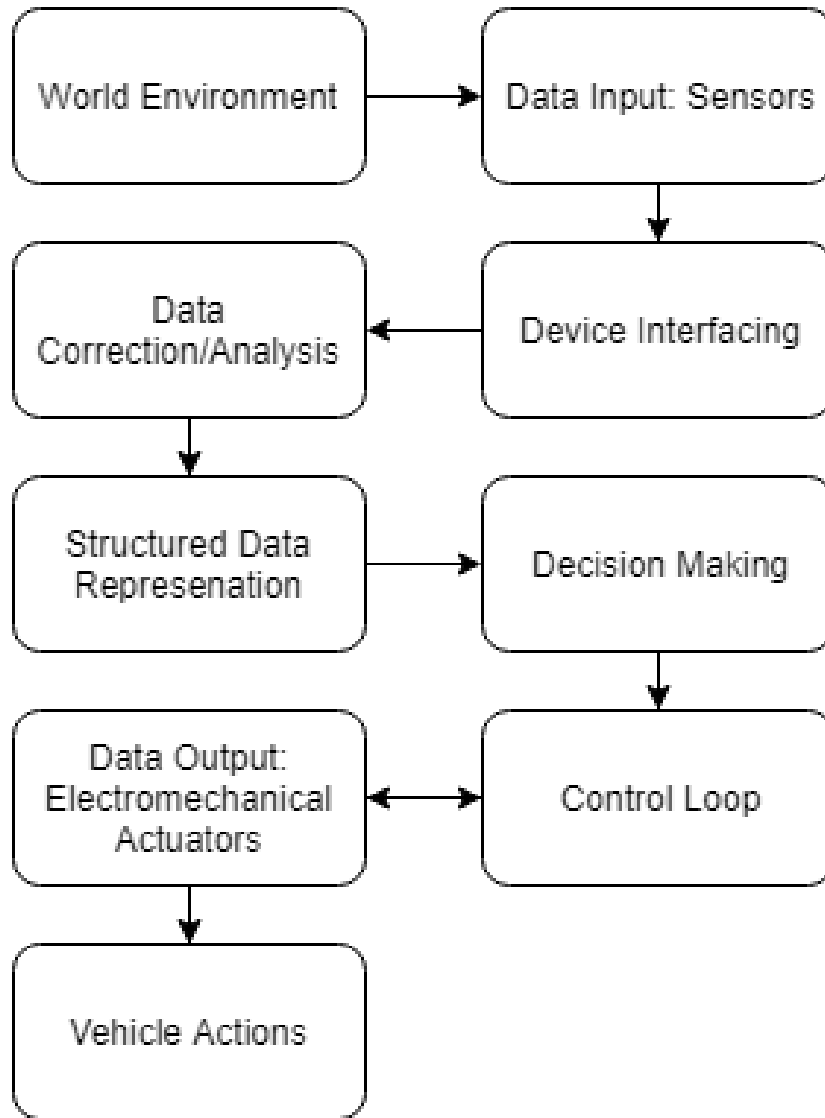 World Environment
Data Input: Sensors
Data
Correction/Analysis
Device Interfacing
Structured Data
Represenation
Decision Making
Data Output:
Electromechanical
Actuators
Control Loop
Vehicle Actions